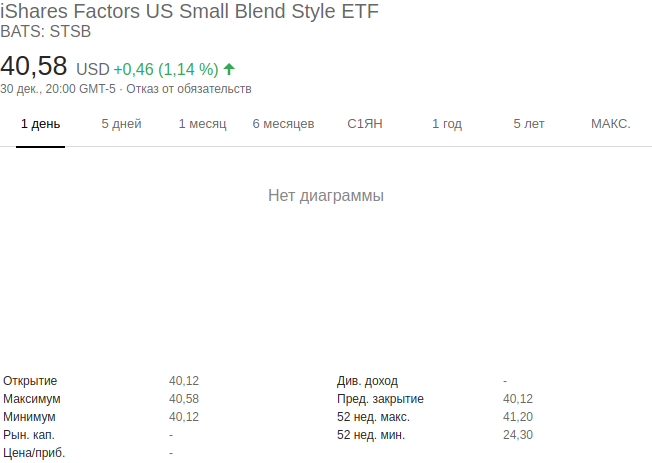 iShares Factors US Small Blend Style ETF
BATS: STSB
40,58 USD +0,46 (1,14 %)
30 дек., 20:00 GMT-5 · Отказ от обязательств
1 день 5 дней 1 месяц 6 месяцев С1ЯН 1 год 5 лет МАКС.
Нет диаграммы
Открытие 40,12 Див. доход -
Максимум 40,58 Пред. закрытие 40,12
Минимум 40,12 52 нед. макс. 41,20
Рын. кап. - 52 нед. мин. 24,30
Цена/приб. -